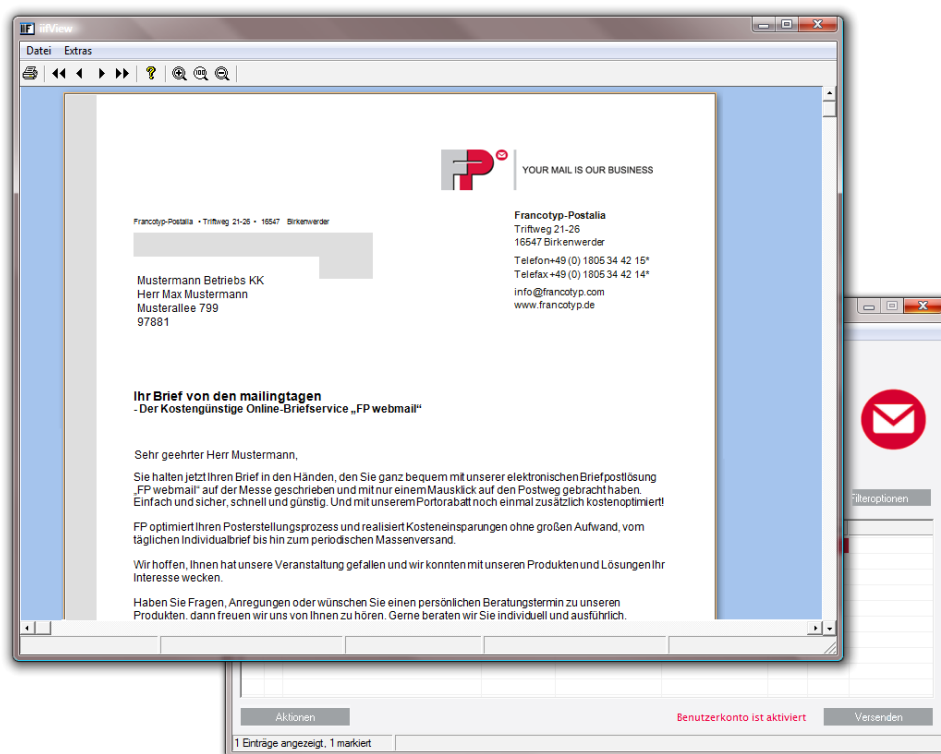 iifView
Datei Extras
FP YOUR MAIL IS OUR BUSINESS
Francotyp-Postalia • Triftweg 21-26 • 16547 Birkenwerder
Francotyp-Postalia
Triftweg 21-26
16547 Birkenwerder
Telefon+49 (0) 1805 34 42 15*
Telefax +49 (0) 1805 34 42 14*
info@francotyp.com
www.francotyp.de
Mustermann Betriebs KK
Herr Max Mustermann
Musterallee 799
97881
Ihr Brief von den mailingtagen
- Der Kostengünstige Online-Briefservice „FP webmail“
Sehr geehrter Herr Mustermann,
Sie halten jetzt Ihren Brief in den Händen, den Sie ganz bequem mit unserer elektronischen Briefpostlösung
„FP webmail“ auf der Messe geschrieben und mit nur einem Mausklick auf den Postweg gebracht haben.
Einfach und sicher, schnell und günstig. Und mit unserem Portorabatt noch einmal zusätzlich kostenoptimiert!
FP optimiert Ihren Posterstellungsprozess und realisiert Kosteneinsparungen ohne großen Aufwand, vom
täglichen Individualbrief bis hin zum periodischen Massenversand.
Wir hoffen, Ihnen hat unsere Veranstaltung gefallen und wir konnten mit unseren Produkten und Lösungen Ihr
Interesse wecken.
Haben Sie Fragen, Anregungen oder wünschen Sie einen persönlichen Beratungstermin zu unseren
Produkten, dann freuen wir uns von Ihnen zu hören. Gerne beraten wir Sie individuell und ausführlich.
Filteroptionen
Aktionen
Benutzerkonto ist aktiviert
Versenden
1 Einträge angezeigt, 1 markiert